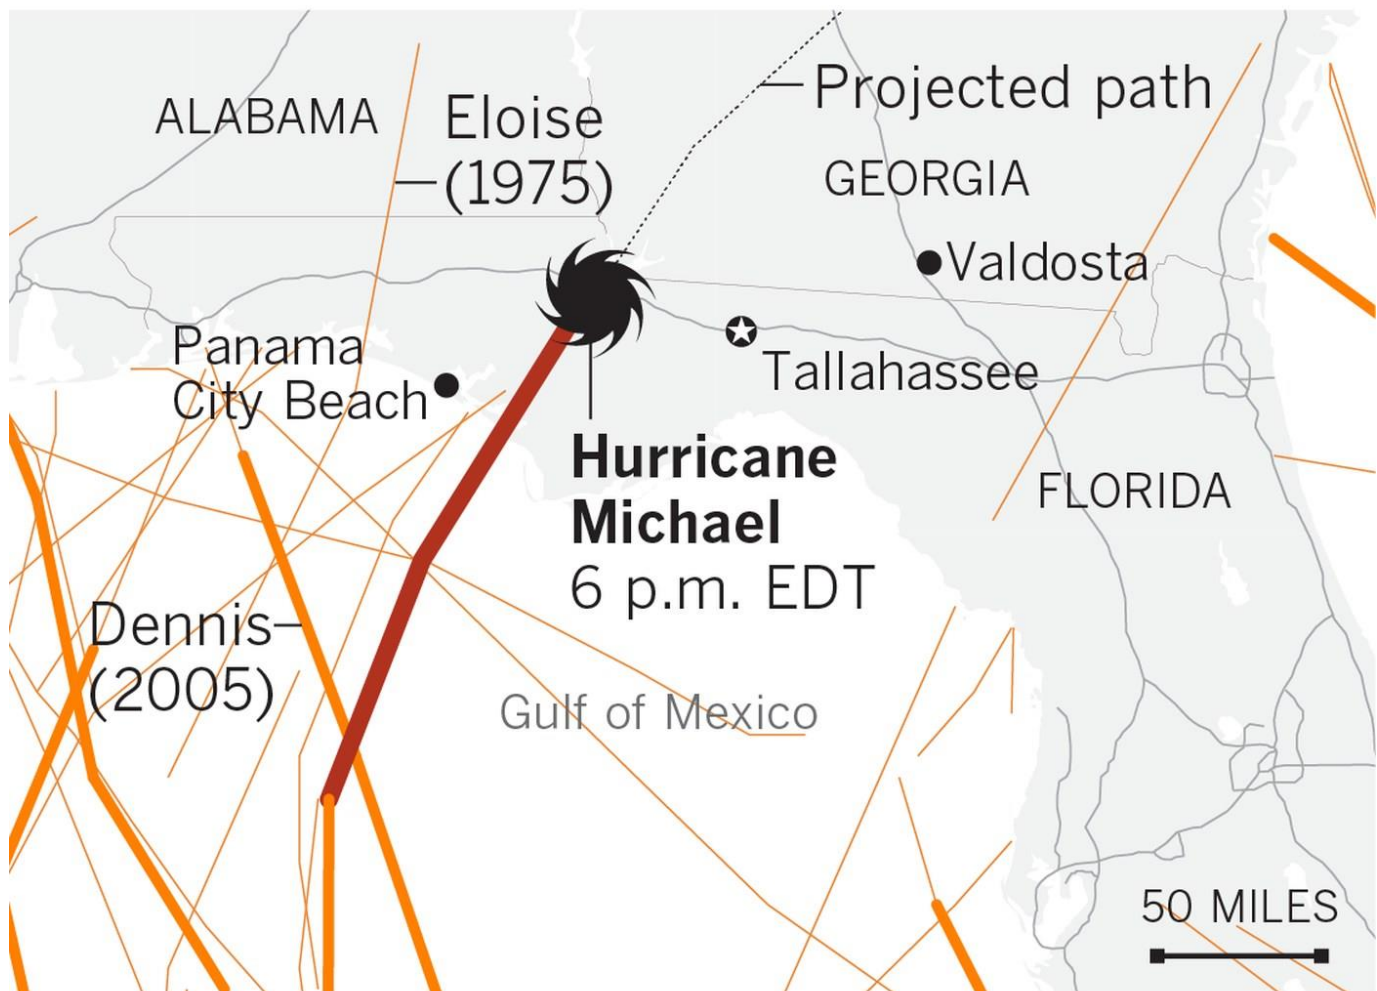 ALABAMA
Eloise
(1975)
Projected path
GEORGIA
Valdosta
Panama
City Beach
Tallahassee
Hurricane
Michael
6 p.m. EDT
FLORIDA
Dennis
(2005)
Gulf of Mexico
50 MILES